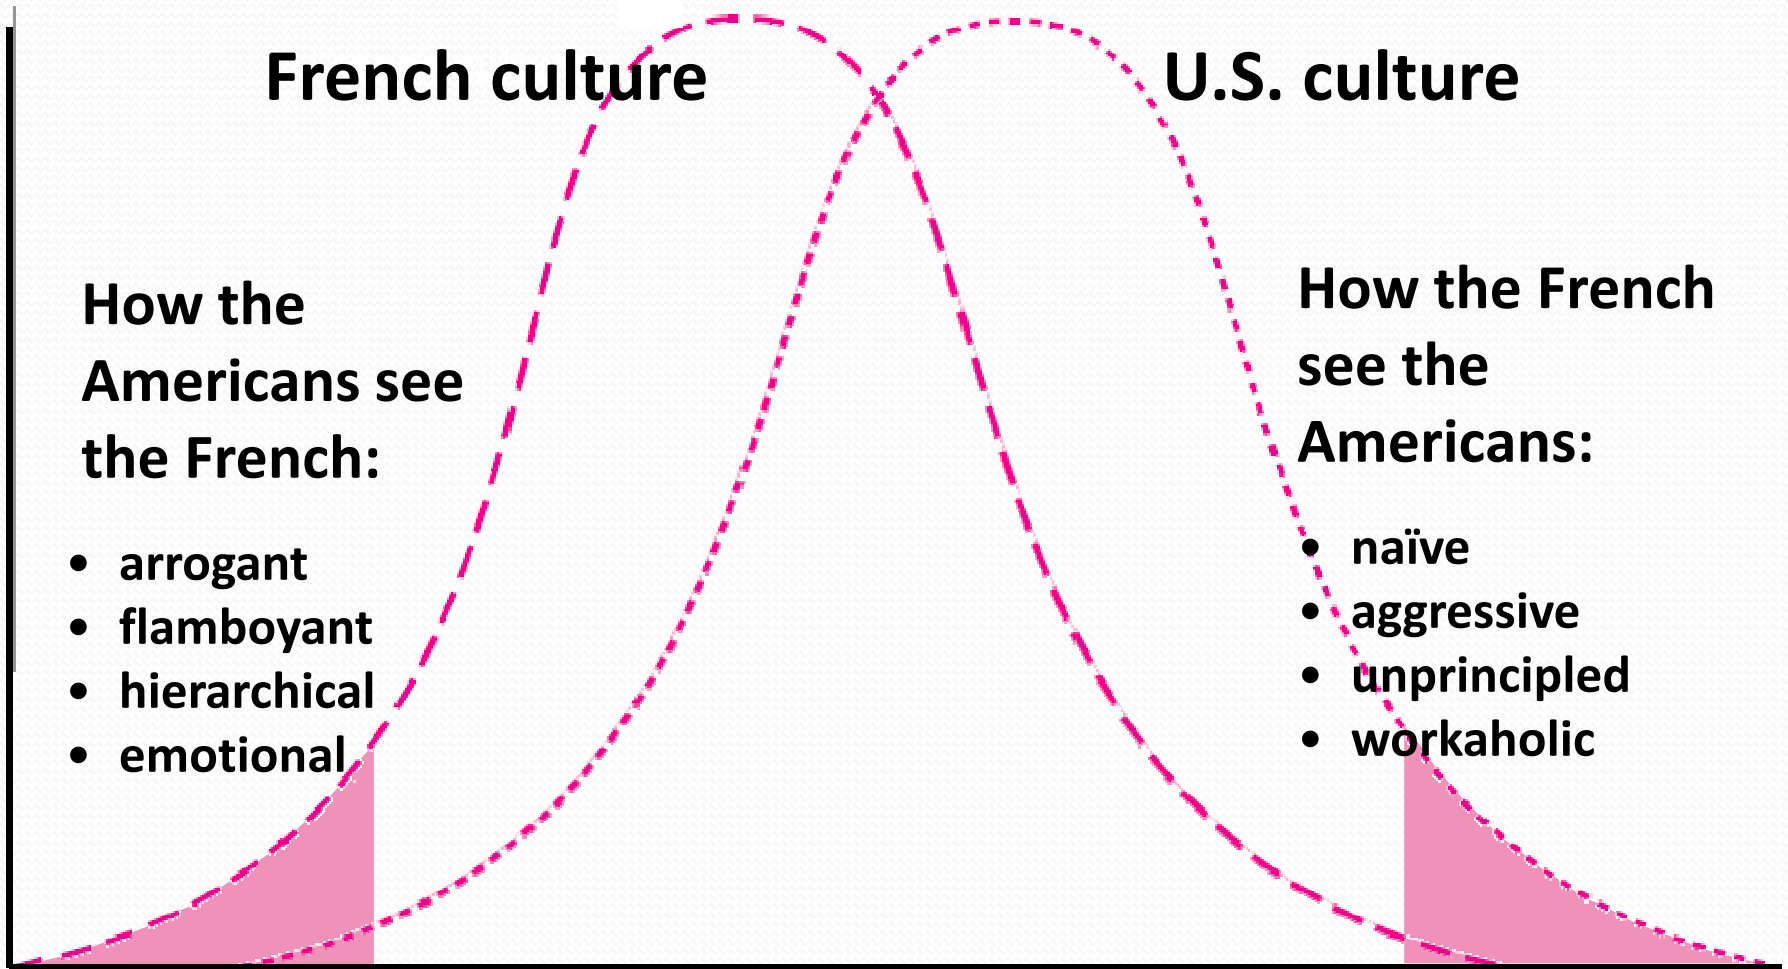 French culture
U.S. culture
How the
Americans see
the French:
• arrogant
• flamboyant
• hierarchical
• emotional
How the French
see the
Americans:
• naïve
• aggressive
• unprincipled
• workaholic